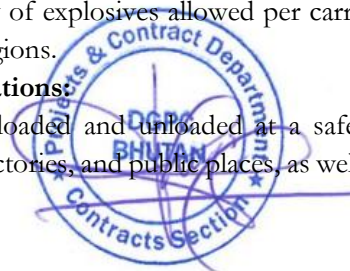 y of explosives allowed per carr
gions.
ations:
loaded and unloaded at a safe
ctories, and public places, as wel
Projects & Contract Department
DGPC
BHUTAN
Contracts Section